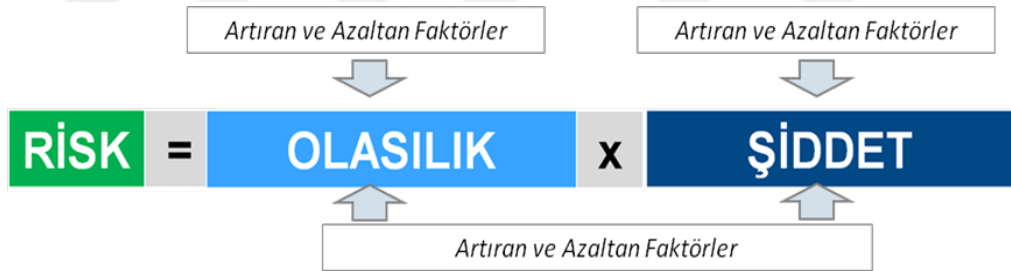 Artıran ve Azaltan Faktörler Artıran ve Azaltan Faktörler
RİSK = OLASILIK x ŞİDDET
Artıran ve Azaltan Faktörler